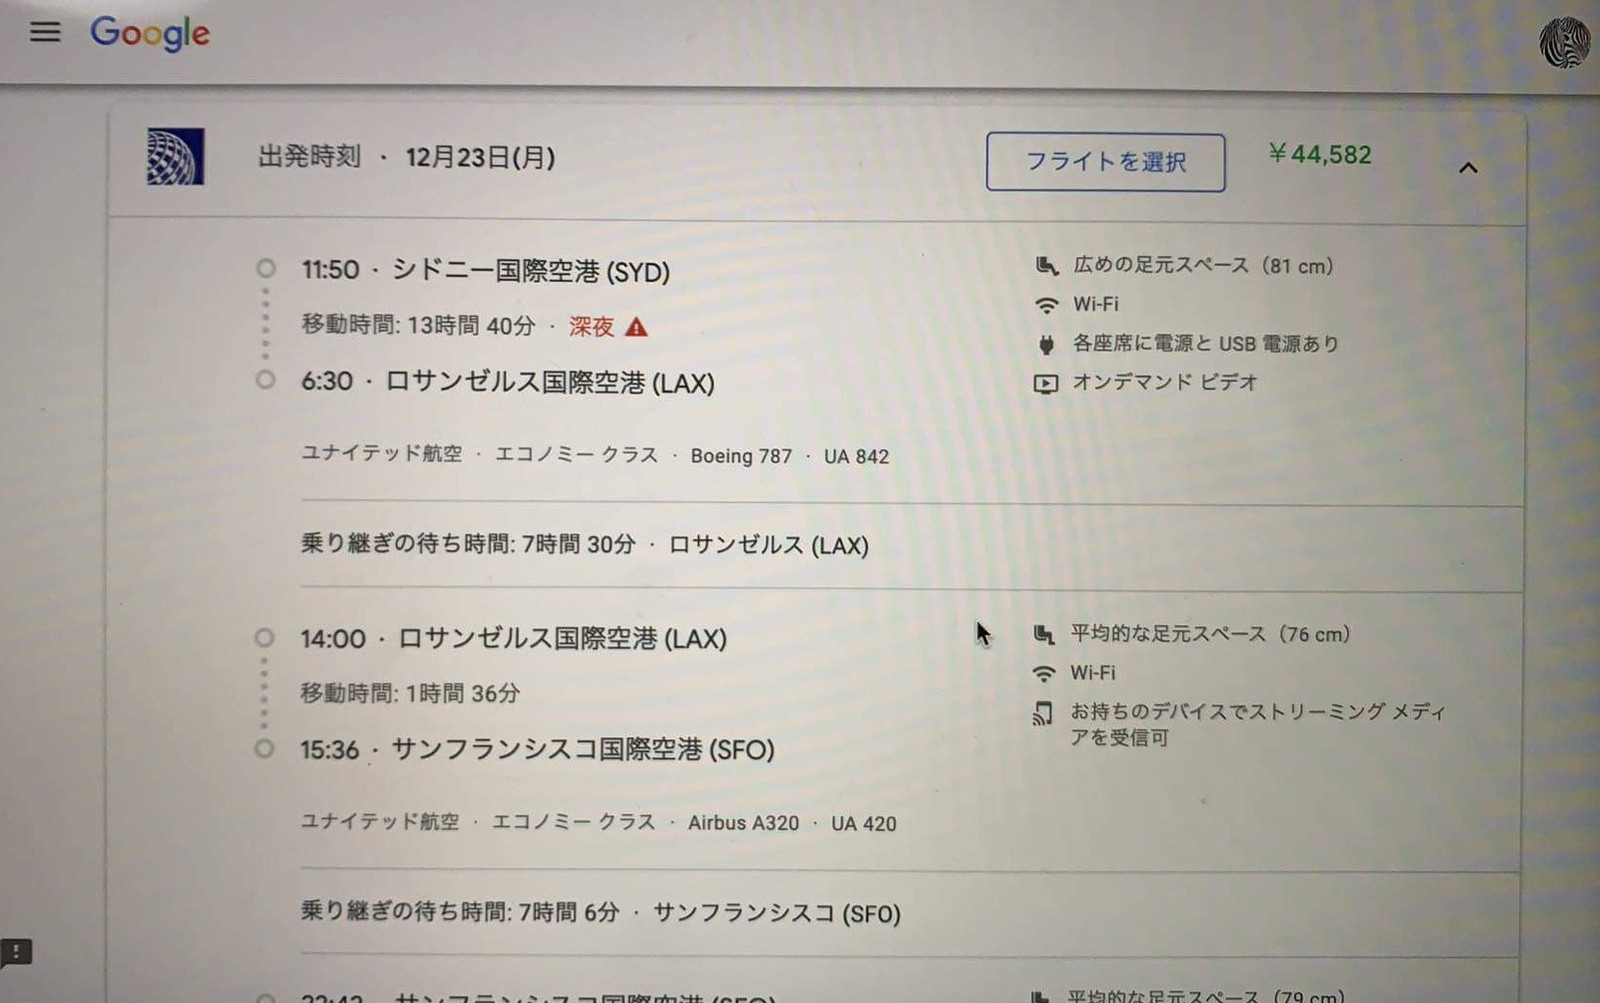 Google
出発時刻 · 12月23日(月)
フライトを選択
¥44,582
11:50 · シドニー国際空港 (SYD)
移動時間: 13時間 40分 · 深夜
6:30 · ロサンゼルス国際空港 (LAX)
ユナイテッド航空 · エコノミー クラス · Boeing 787 · UA 842
広めの足元スペース（81 cm）
Wi-Fi
各座席に電源と USB 電源あり
オンデマンド ビデオ
乗り継ぎの待ち時間: 7時間 30分 · ロサンゼルス (LAX)
14:00 · ロサンゼルス国際空港 (LAX)
移動時間: 1時間 36分
15:36 · サンフランシスコ国際空港 (SFO)
ユナイテッド航空 · エコノミー クラス · Airbus A320 · UA 420
平均的な足元スペース（76 cm）
Wi-Fi
お持ちのデバイスでストリーミング メディ
アを受信可
乗り継ぎの待ち時間: 7時間 6分 · サンフランシスコ (SFO)
22:42 · サンフランシスコ国際空港 (SFO)
平均的な足元スペース（79 cm）